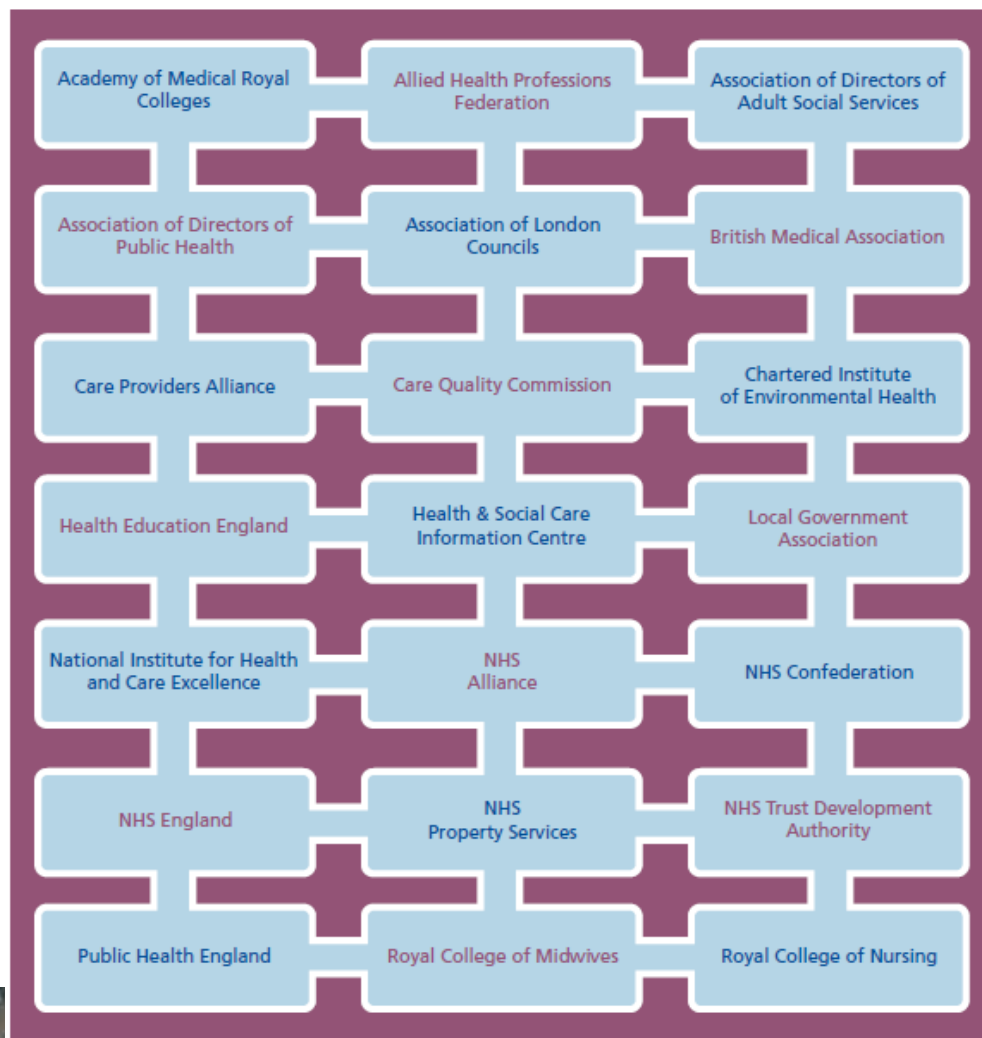 Academy of Medical Royal
Colleges
Allied Health Professions
Federation
Association of Directors of
Adult Social Services
Association of Directors of
Public Health
Association of London
Councils
British Medical Association
Care Providers Alliance
Care Quality Commission
Chartered Institute
of Environmental Health
Health Education England
Health & Social Care
Information Centre
Local Government
Association
National Institute for Health
and Care Excellence
NHS
Alliance
NHS Confederation
NHS England
NHS
Property Services
NHS Trust Development
Authority
Public Health England
Royal College of Midwives
Royal College of Nursing